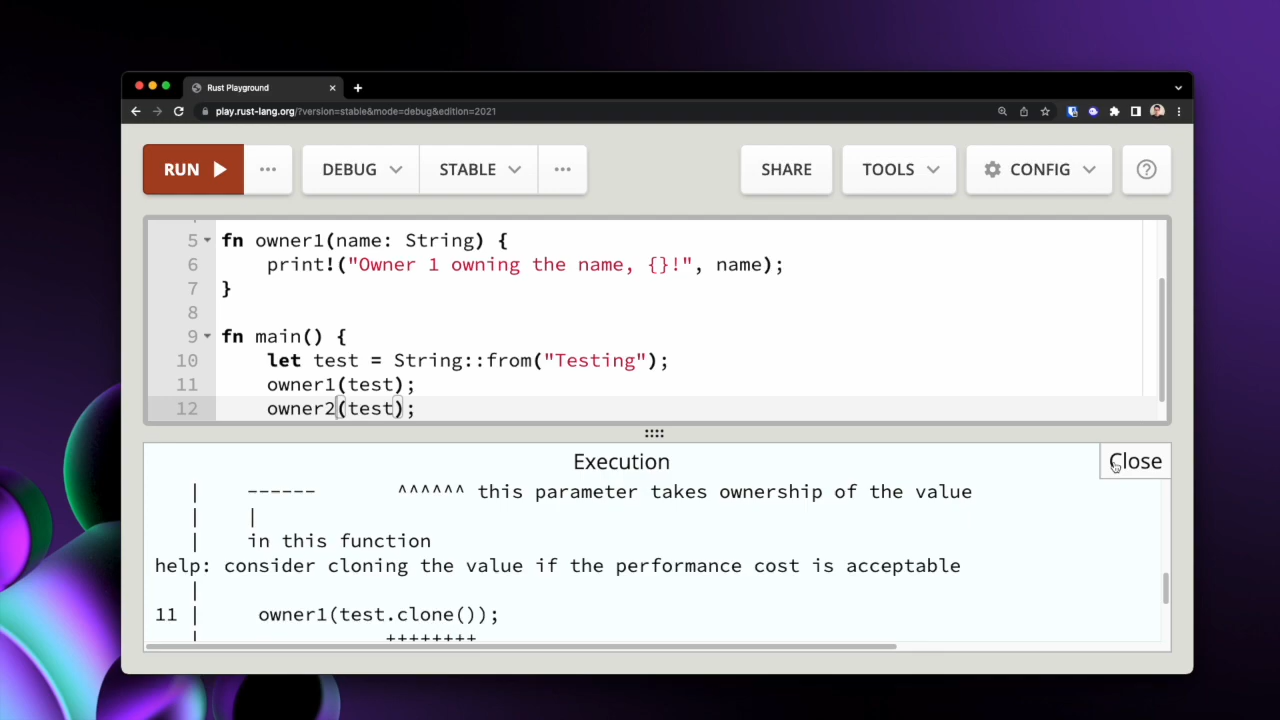 Rust Playground
play.rust-lang.org/?version=stable&mode=debug&edition=2021
RUN ••• DEBUG STABLE ••• SHARE TOOLS CONFIG ?
5 fn owner1(name: String) {
6 print!("Owner 1 owning the name, {}!", name);
7 }
8
9 fn main() {
10 let test = String::from("Testing");
11 owner1(test);
12 owner2(test);
Execution Close
| ------ ^^^^^^ this parameter takes ownership of the value
| |
| in this function
help: consider cloning the value if the performance cost is acceptable
|
11 | owner1(test.clone());
| ++++++++